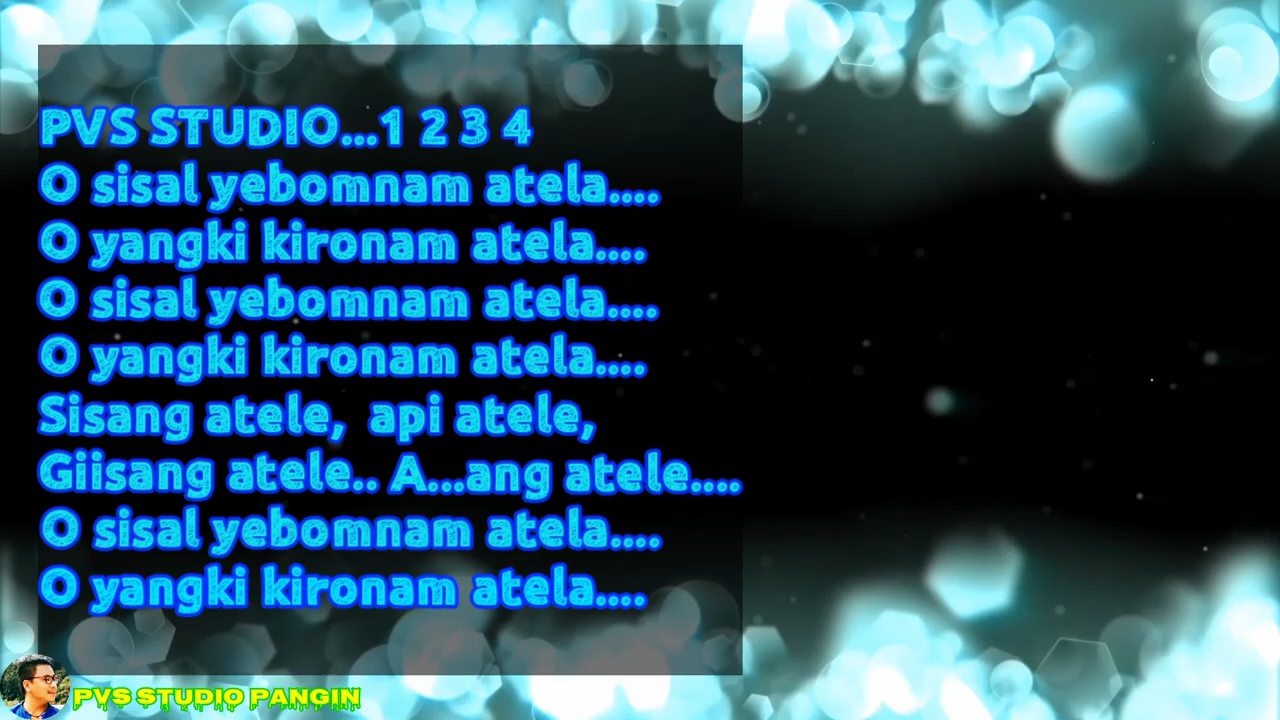 PVS STUDIO...1 2 3 4
O sisal yebomnam atela....
O yangki kironam atela....
O sisal yebomnam atela....
O yangki kironam atela....
Sisang atele,  api atele,
Giisang atele.. A...ang atele....
O sisal yebomnam atela....
O yangki kironam atela....
PVS STUDIO PANGIN